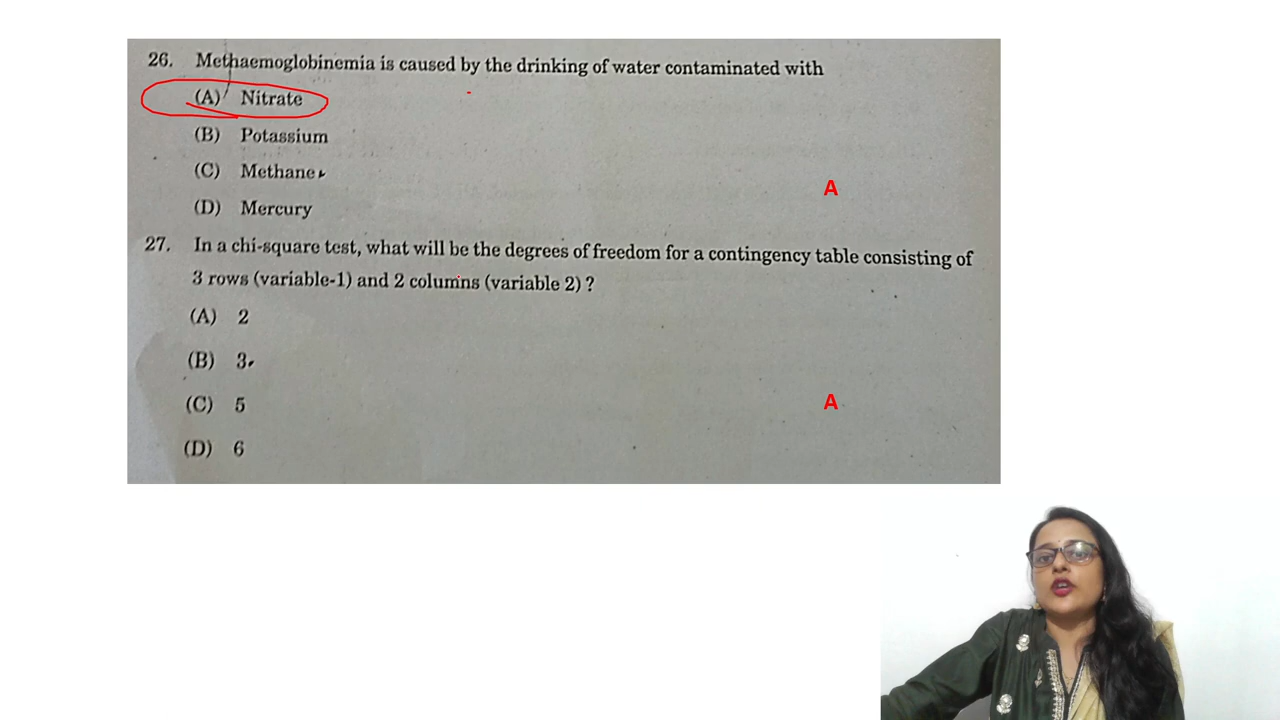 26. Methaemoglobinemia is caused by the drinking of water contaminated with
(A) Nitrate
(B) Potassium
(C) Methane
A
(D) Mercury
27. In a chi-square test, what will be the degrees of freedom for a contingency table consisting of
3 rows (variable-1) and 2 columns (variable 2) ?
(A) 2
(B) 3
(C) 5
A
(D) 6